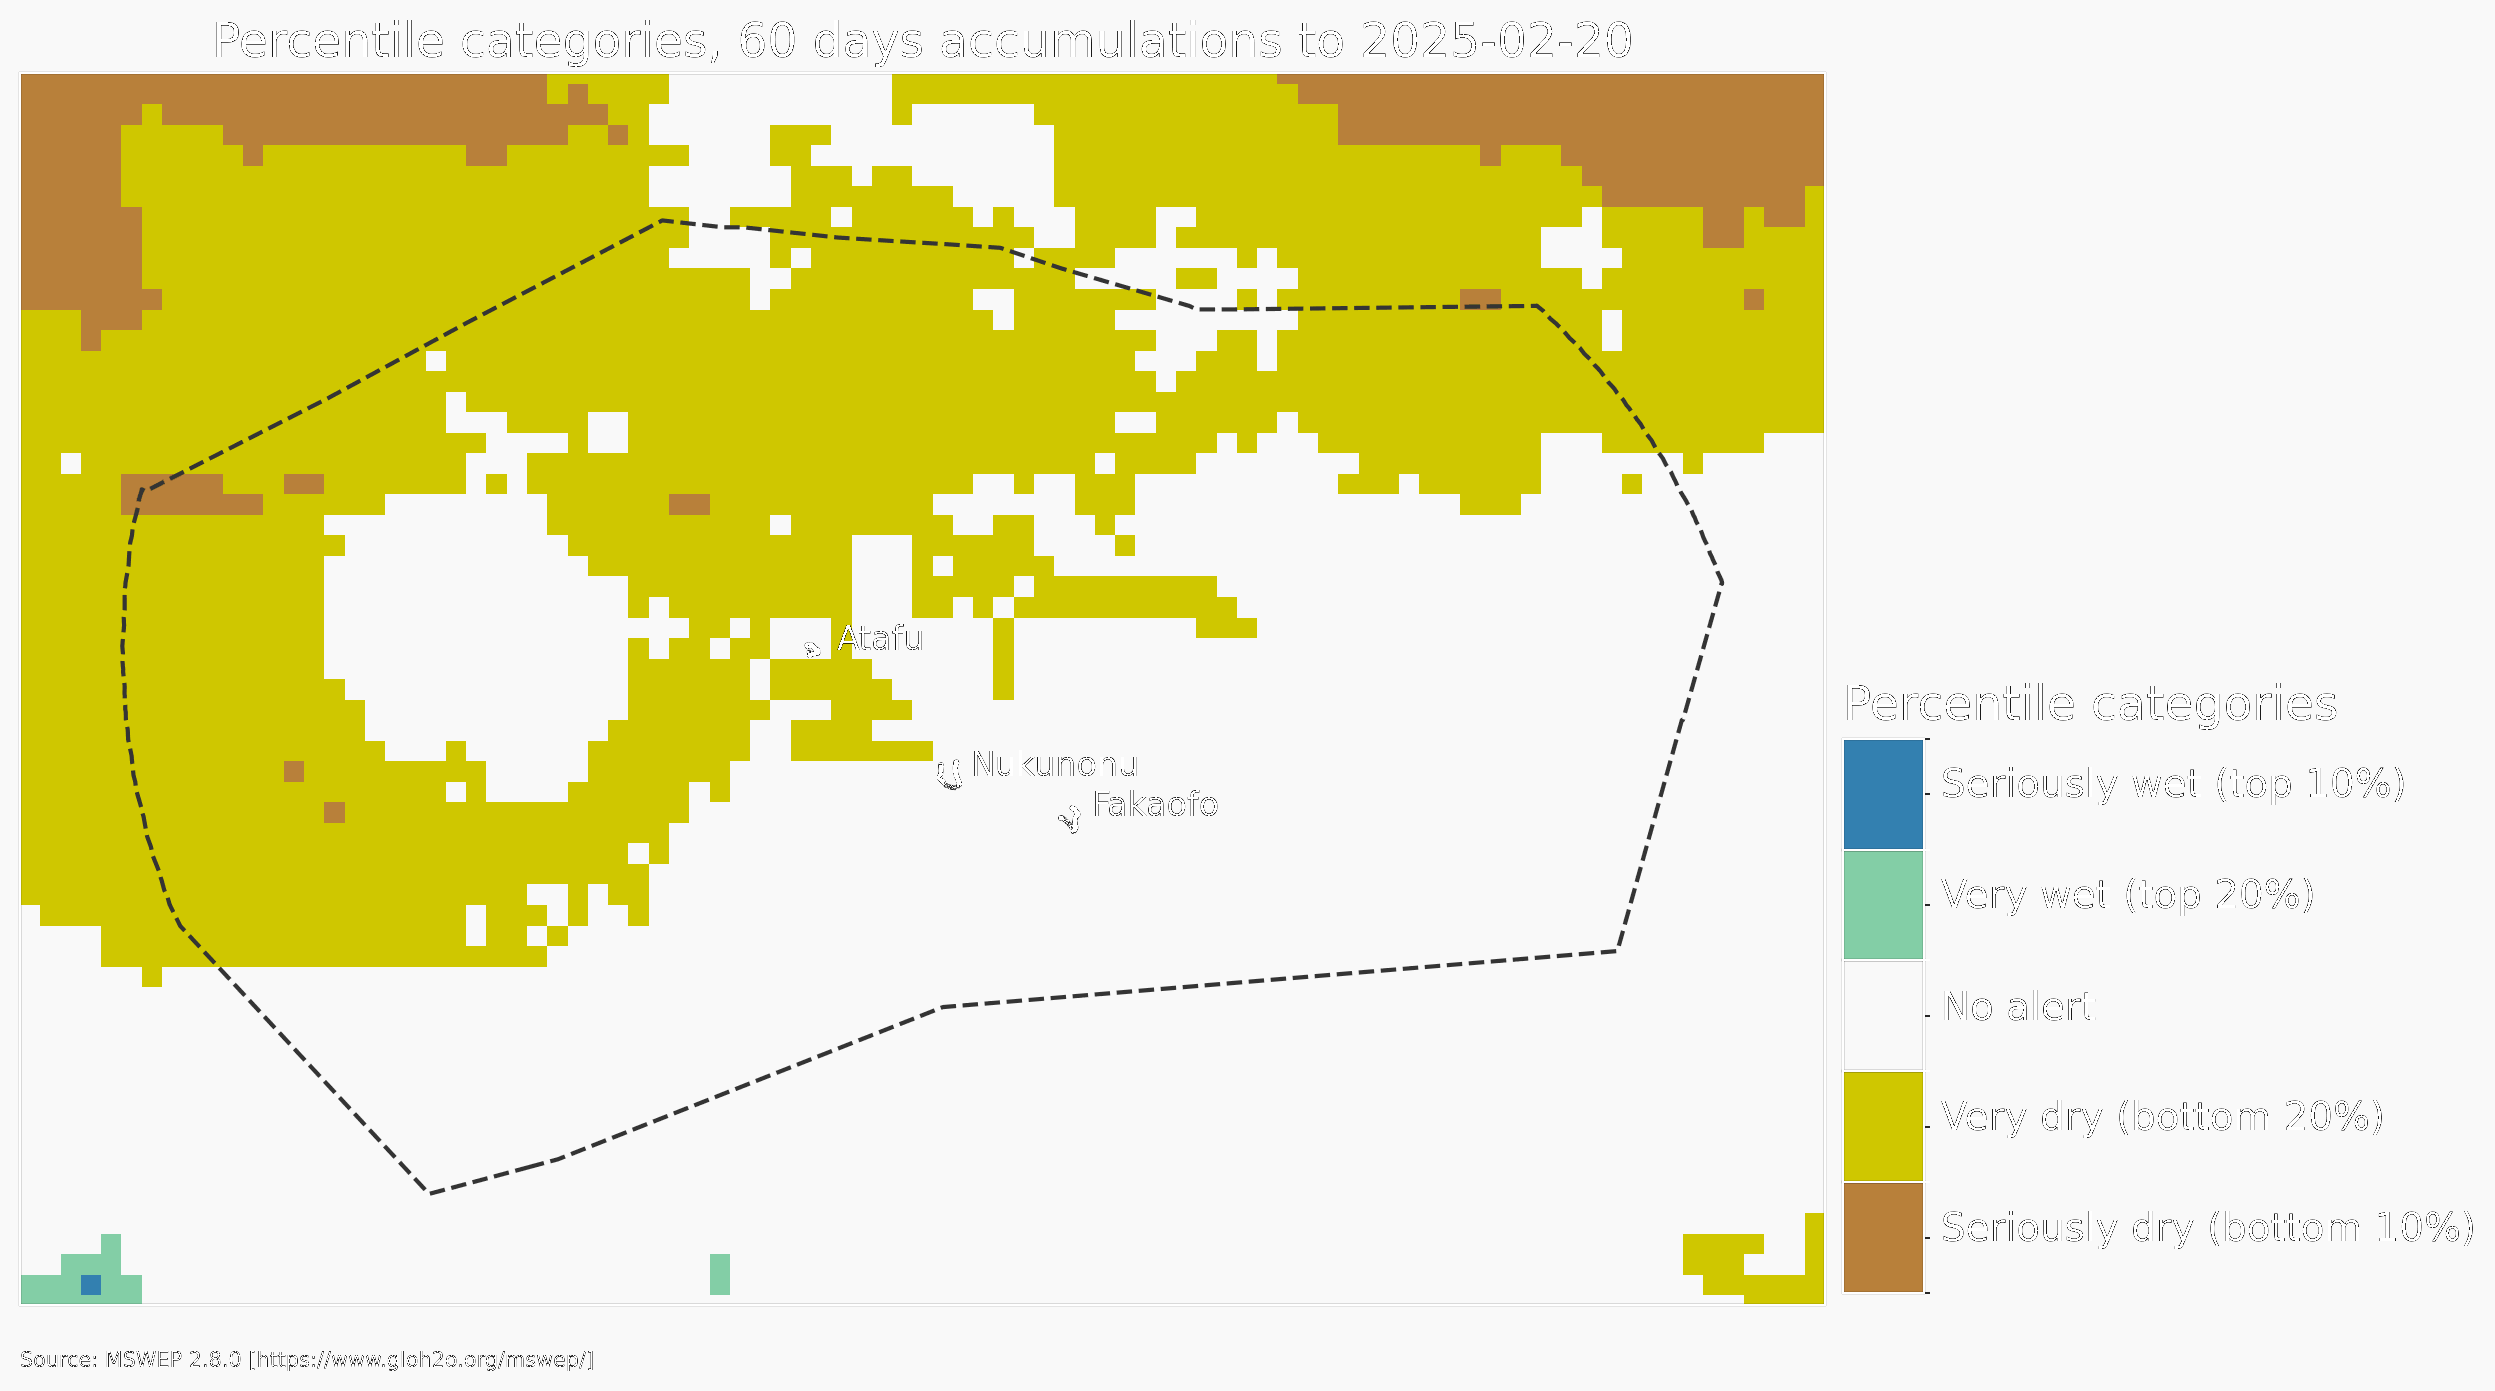 Percentile categories, 60 days accumulations to 2025-02-20
Atafu
Nukunonu
Fakaofo
Percentile categories
Seriously wet (top 10%)
Very wet (top 20%)
No alert
Very dry (bottom 20%)
Seriously dry (bottom 10%)
Source: MSWEP 2.8.0 [https://www.gloh2o.org/mswep/]